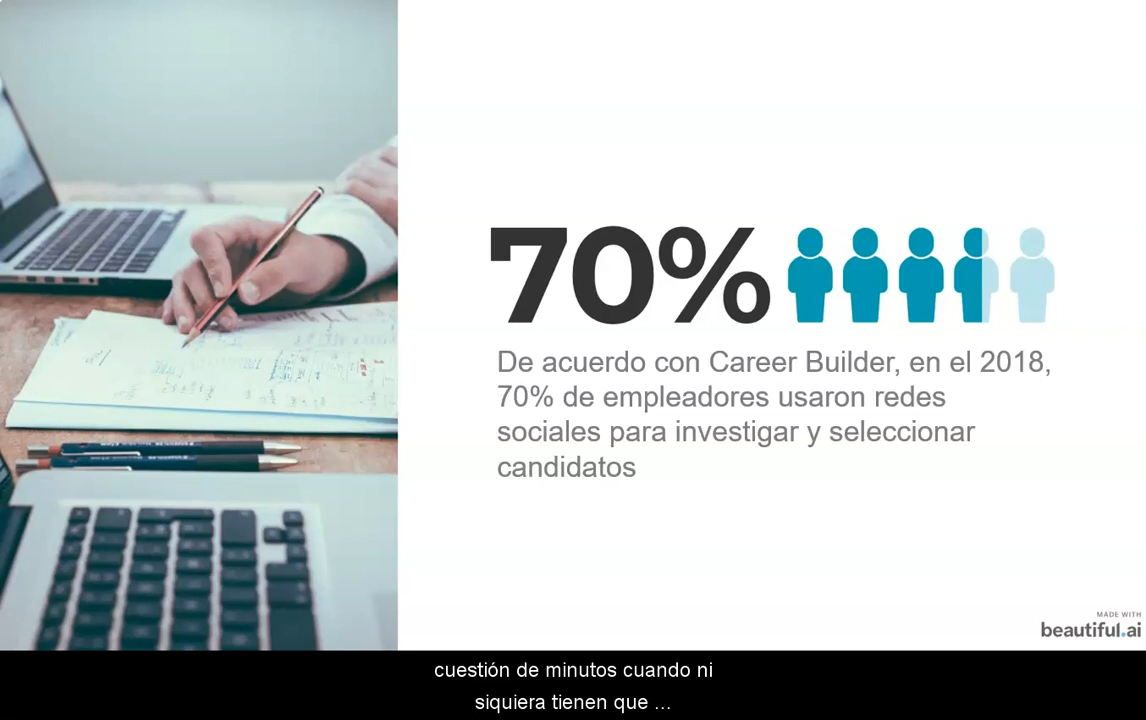 70%
De acuerdo con Career Builder, en el 2018,
70% de empleadores usaron redes
sociales para investigar y seleccionar
candidatos
MADE WITH
beautiful.ai
cuestión de minutos cuando ni
siquiera tienen que ...